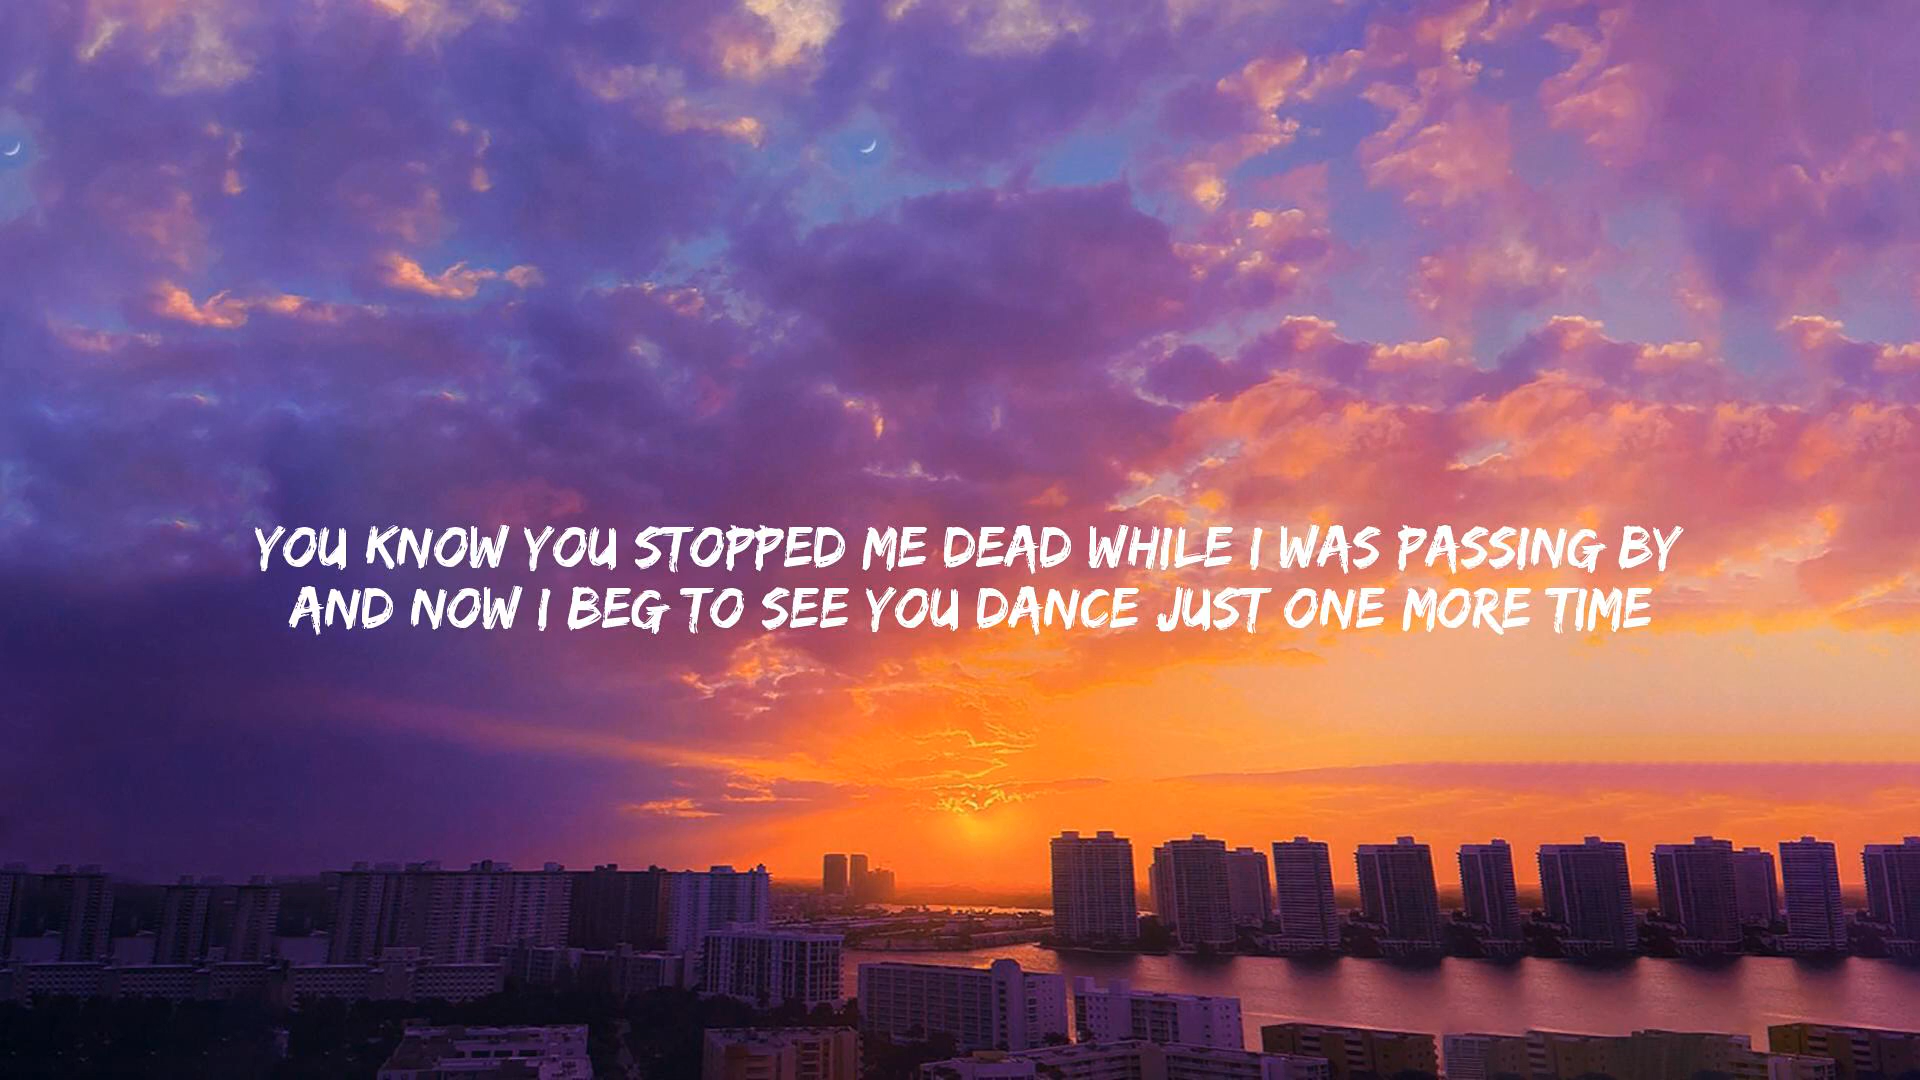 YOU KNOW YOU STOPPED ME DEAD WHILE I WAS PASSING BY
AND NOW I BEG TO SEE YOU DANCE JUST ONE MORE TIME